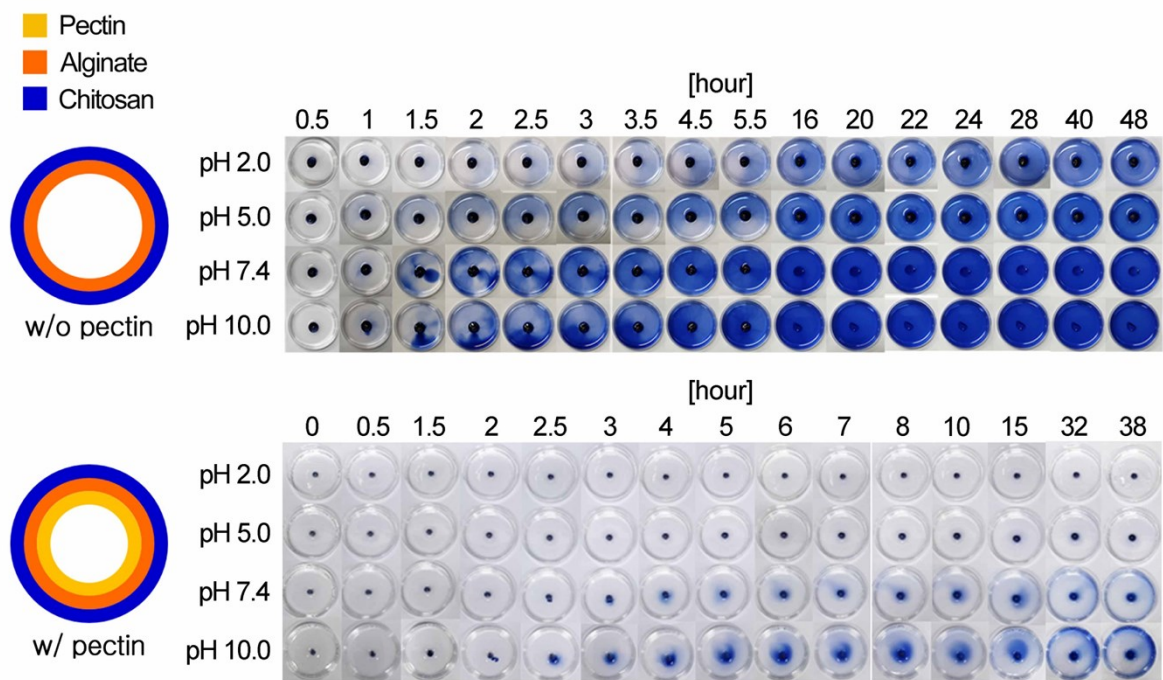 Pectin
Alginate
Chitosan
[hour]
0.5 1 1.5 2 2.5 3 3.5 4.5 5.5 16 20 22 24 28 40 48
pH 2.0
pH 5.0
pH 7.4
pH 10.0
w/o pectin
[hour]
0 0.5 1.5 2 2.5 3 4 5 6 7 8 10 15 32 38
pH 2.0
pH 5.0
pH 7.4
pH 10.0
w/ pectin